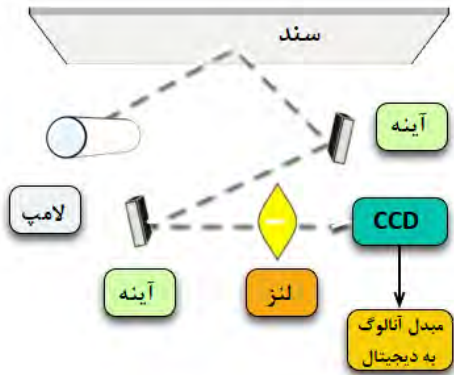 سند
آینه
لامپ
CCD
آینه
لنز
مبدل آنالوگ
به دیجیتال